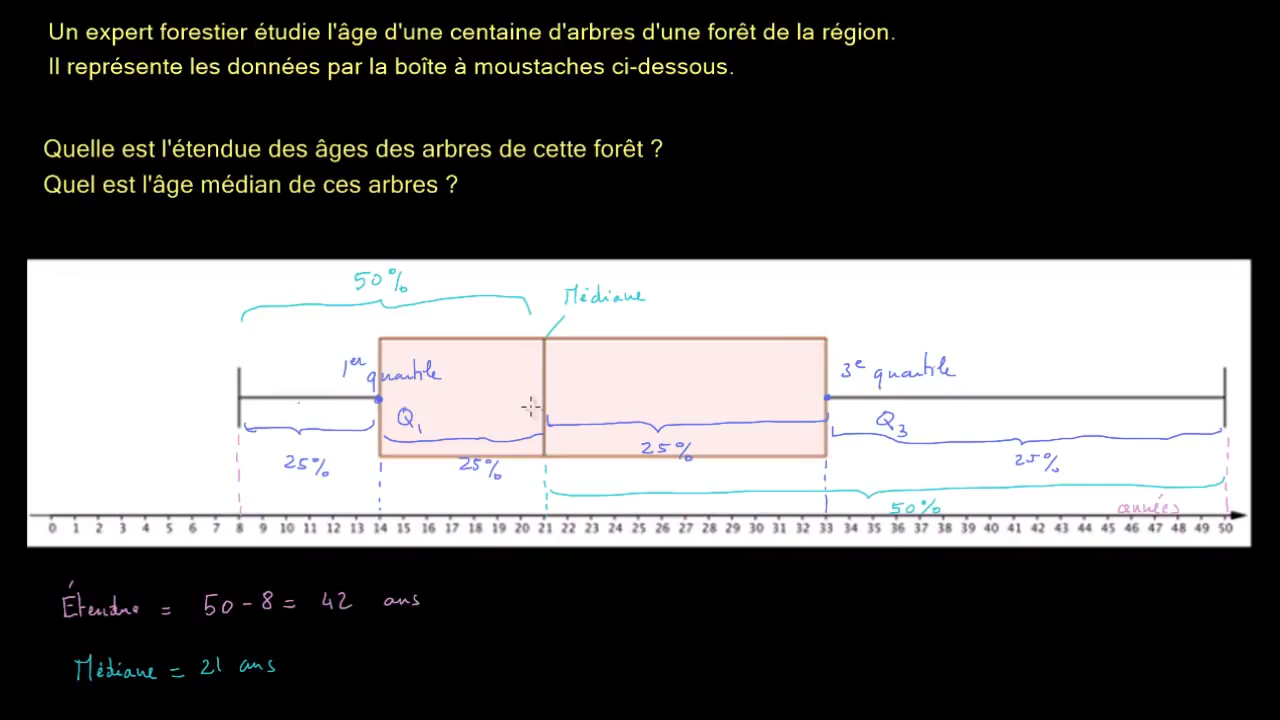 Un expert forestier étudie l'âge d'une centaine d'arbres d'une forêt de la région.
Il représente les données par la boîte à moustaches ci-dessous.
Quelle est l'étendue des âges des arbres de cette forêt ?
Quel est l'âge médian de ces arbres ?
50%
Médiane
1er quartile
3e quartile
Q1
Q3
25%
25%
25%
25%
50%
années
0 1 2 3 4 5 6 7 8 9 10 11 12 13 14 15 16 17 18 19 20 21 22 23 24 25 26 27 28 29 30 31 32 33 34 35 36 37 38 39 40 41 42 43 44 45 46 47 48 49 50
Étendue = 50 - 8 = 42 ans
Médiane = 21 ans